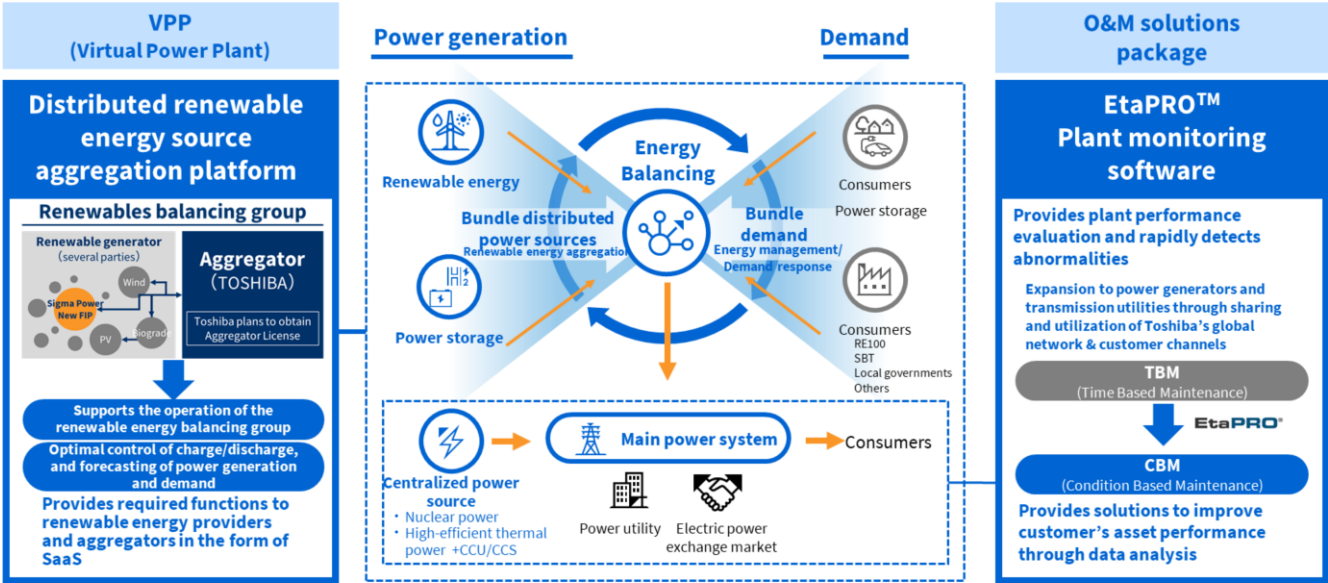 VPP
(Virtual Power Plant)
Distributed renewable
energy source
aggregation platform
Renewables balancing group
Renewable generator
(several parties)
Wind
Sigma Power
New FIP
PV
Biograde
Aggregator
(TOSHIBA)
Toshiba plans to obtain
Aggregator License
Supports the operation of the
renewable energy balancing group
Optimal control of charge/discharge,
and forecasting of power generation
and demand
Provides required functions to
renewable energy providers
and aggregators in the form of
SaaS
Power generation
Demand
Renewable energy
Energy
Balancing
Consumers
Power storage
Bundle distributed
power sources
Renewable energy aggregation
Bundle
demand
Energy management/
Demand response
H2
Power storage
Consumers
RE100
SBT
Local governments
Others
Centralized power
source
・ Nuclear power
・ High-efficient thermal
power +CCU/CCS
Main power system
Consumers
Power utility
Electric power
exchange market
O&M solutions
package
EtaPRO™
Plant monitoring
software
Provides plant performance
evaluation and rapidly detects
abnormalities
Expansion to power generators and
transmission utilities through sharing
and utilization of Toshiba's global
network & customer channels
TBM
(Time Based Maintenance)
EtaPRO®
CBM
(Condition Based Maintenance)
Provides solutions to improve
customer's asset performance
through data analysis